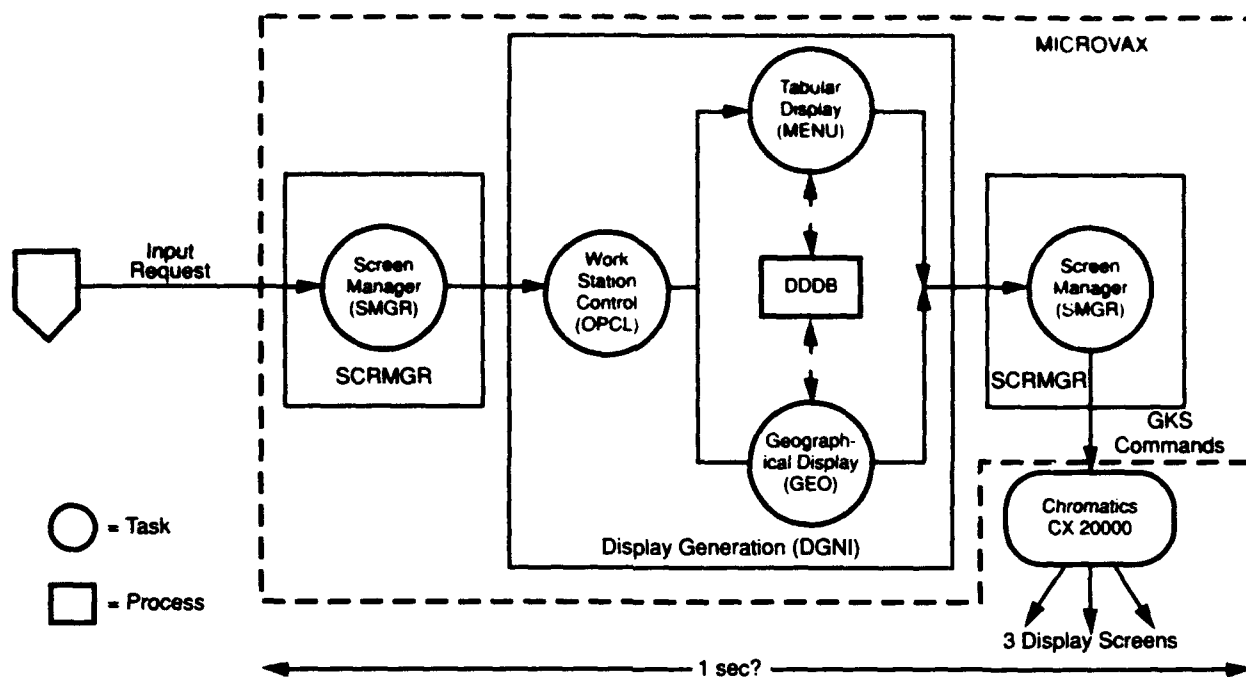 MICROVAX
Input
Request
Screen
Manager
(SMGR)
SCRMGR
Work
Station
Control
(OPCL)
Tabular
Display
(MENU)
DDDB
Geograph-
ical Display
(GEO)
Display Generation (DGNI)
Screen
Manager
(SMGR)
SCRMGR
GKS
Commands
Chromatics
CX 20000
3 Display Screens
= Task
= Process
1 sec?